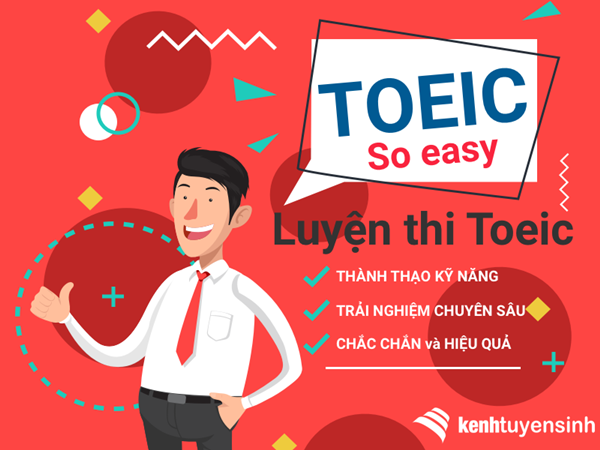 TOEIC
So easy
Luyện thi Toeic
THÀNH THẠO KỸ NĂNG
TRẢI NGHIỆM CHUYÊN SÂU
CHẮC CHẮN và HIỆU QUẢ
kenhtuyensinh